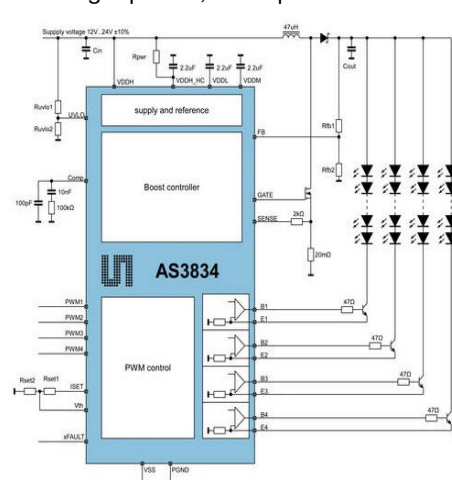 Suppply voltage 12V...24V ±10%
47uH
Cin
Rpwr
2.2uF
2.2uF
2.2uF
Cout
VDDH
VDDH_HC
VDDL
VDDM
Ruvlo1
UVLO
Ruvlo2
supply and reference
FB
Rfb1
Rfb2
Comp
10nF
100pF
100kΩ
Boost controller
GATE
SENSE
2kΩ
20mΩ
AS3834
PWM1
PWM2
PWM3
PWM4
PWM control
B1
47Ω
E1
B2
47Ω
E2
B3
47Ω
E3
B4
47Ω
E4
Rset2
Rset1
ISET
Vth
xFAULT
VSS
PGND